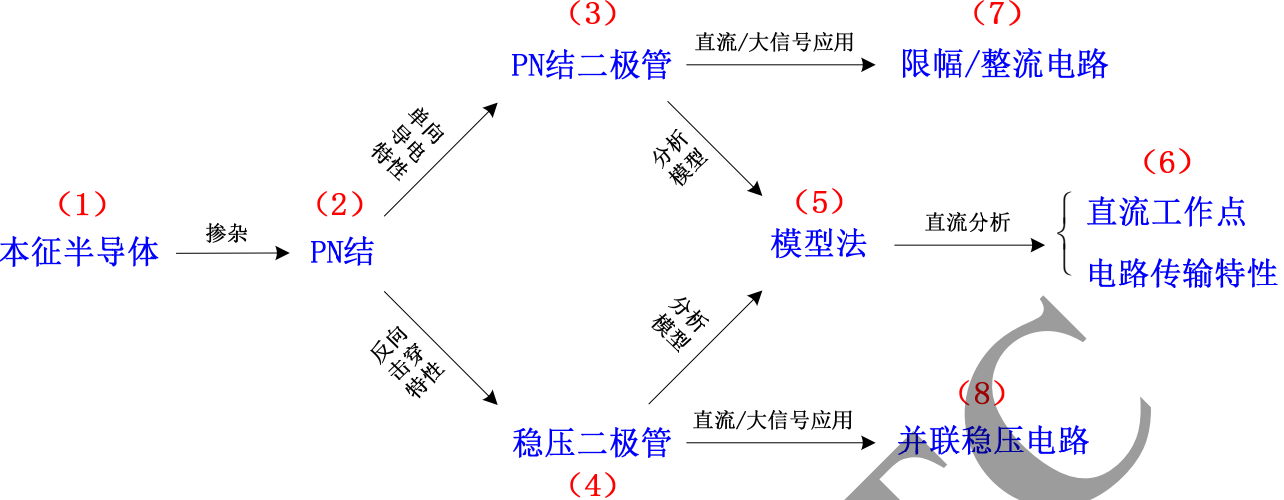 （3）
PN结二极管
直流/大信号应用
（7）
限幅/整流电路
单向
导电
特性
分析
模型
（1）
本征半导体
掺杂
（2）
PN结
（5）
模型法
直流分析
（6）
直流工作点
电路传输特性
反向
击穿
特性
分析
模型
稳压二极管
（4）
直流/大信号应用
（8）
并联稳压电路
TC